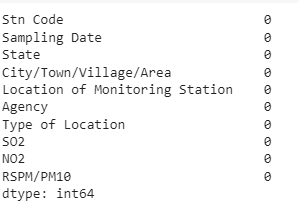 Stn Code 0
Sampling Date 0
State 0
City/Town/Village/Area 0
Location of Monitoring Station 0
Agency 0
Type of Location 0
SO2 0
NO2 0
RSPM/PM10 0
dtype: int64